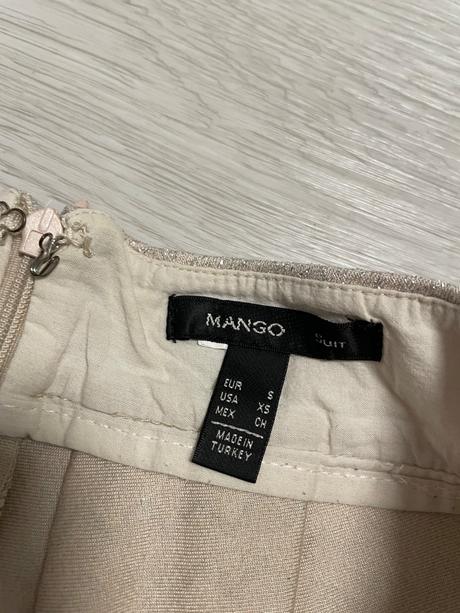 MANGO SUIT
EUR S
USA XS
MEX CH
MADE IN
TURKEY